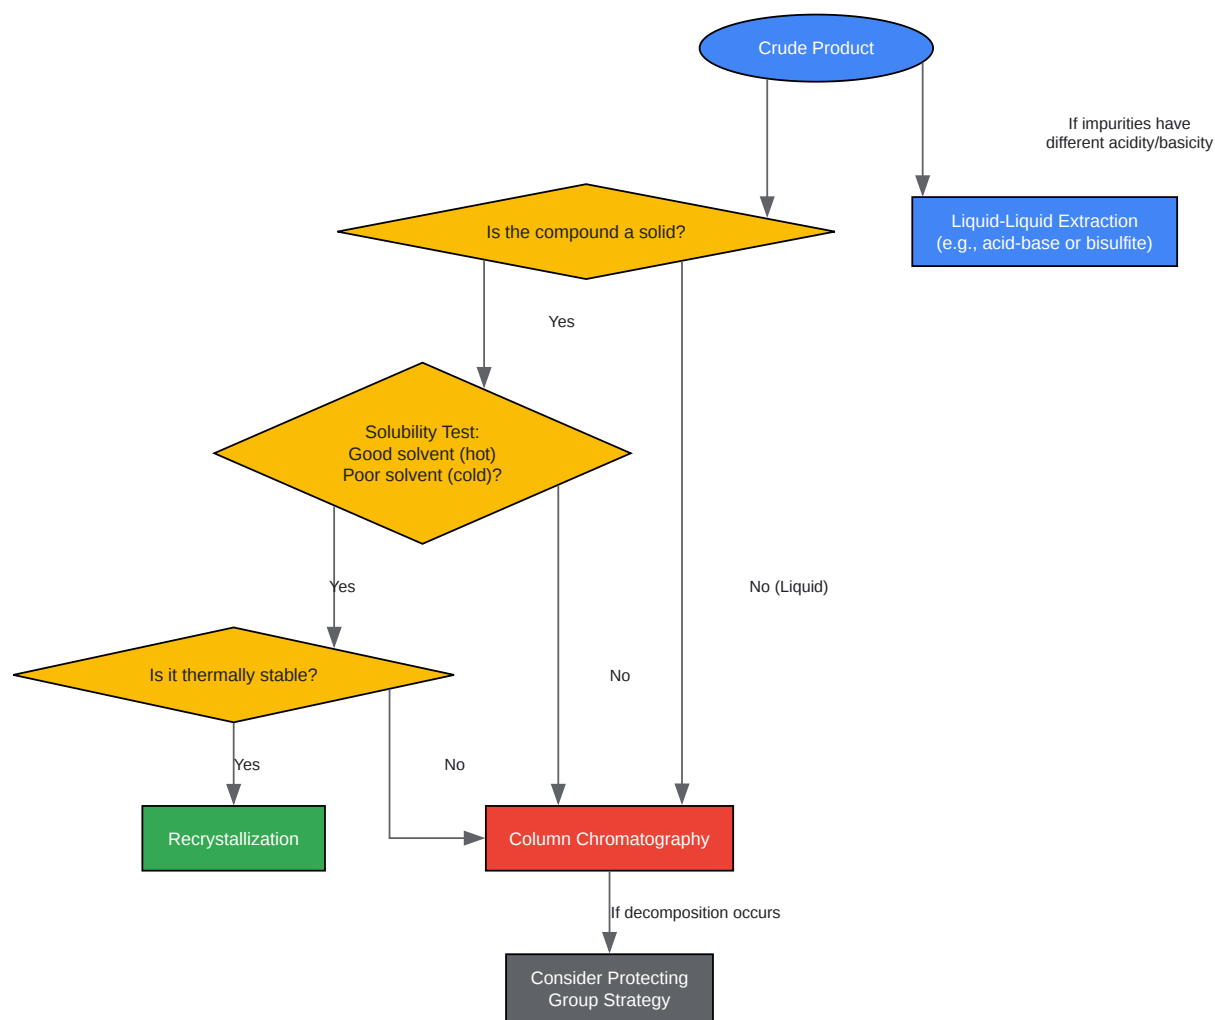 Crude Product
If impurities have
different acidity/basicity
Liquid-Liquid Extraction
(e.g., acid-base or bisulfite)
Is the compound a solid?
Yes
Solubility Test:
Good solvent (hot)
Poor solvent (cold)?
Yes
No (Liquid)
Is it thermally stable?
No
Yes
No
Recrystallization
Column Chromatography
If decomposition occurs
Consider Protecting
Group Strategy